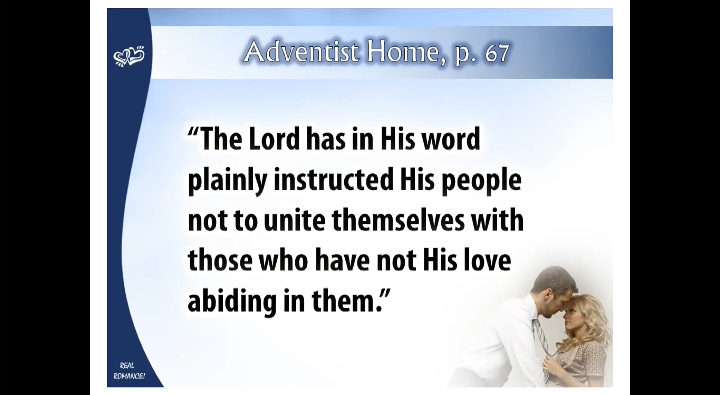 Adventist Home, p. 67
“The Lord has in His word
plainly instructed His people
not to unite themselves with
those who have not His love
abiding in them.”
REAL
ROMANCE!